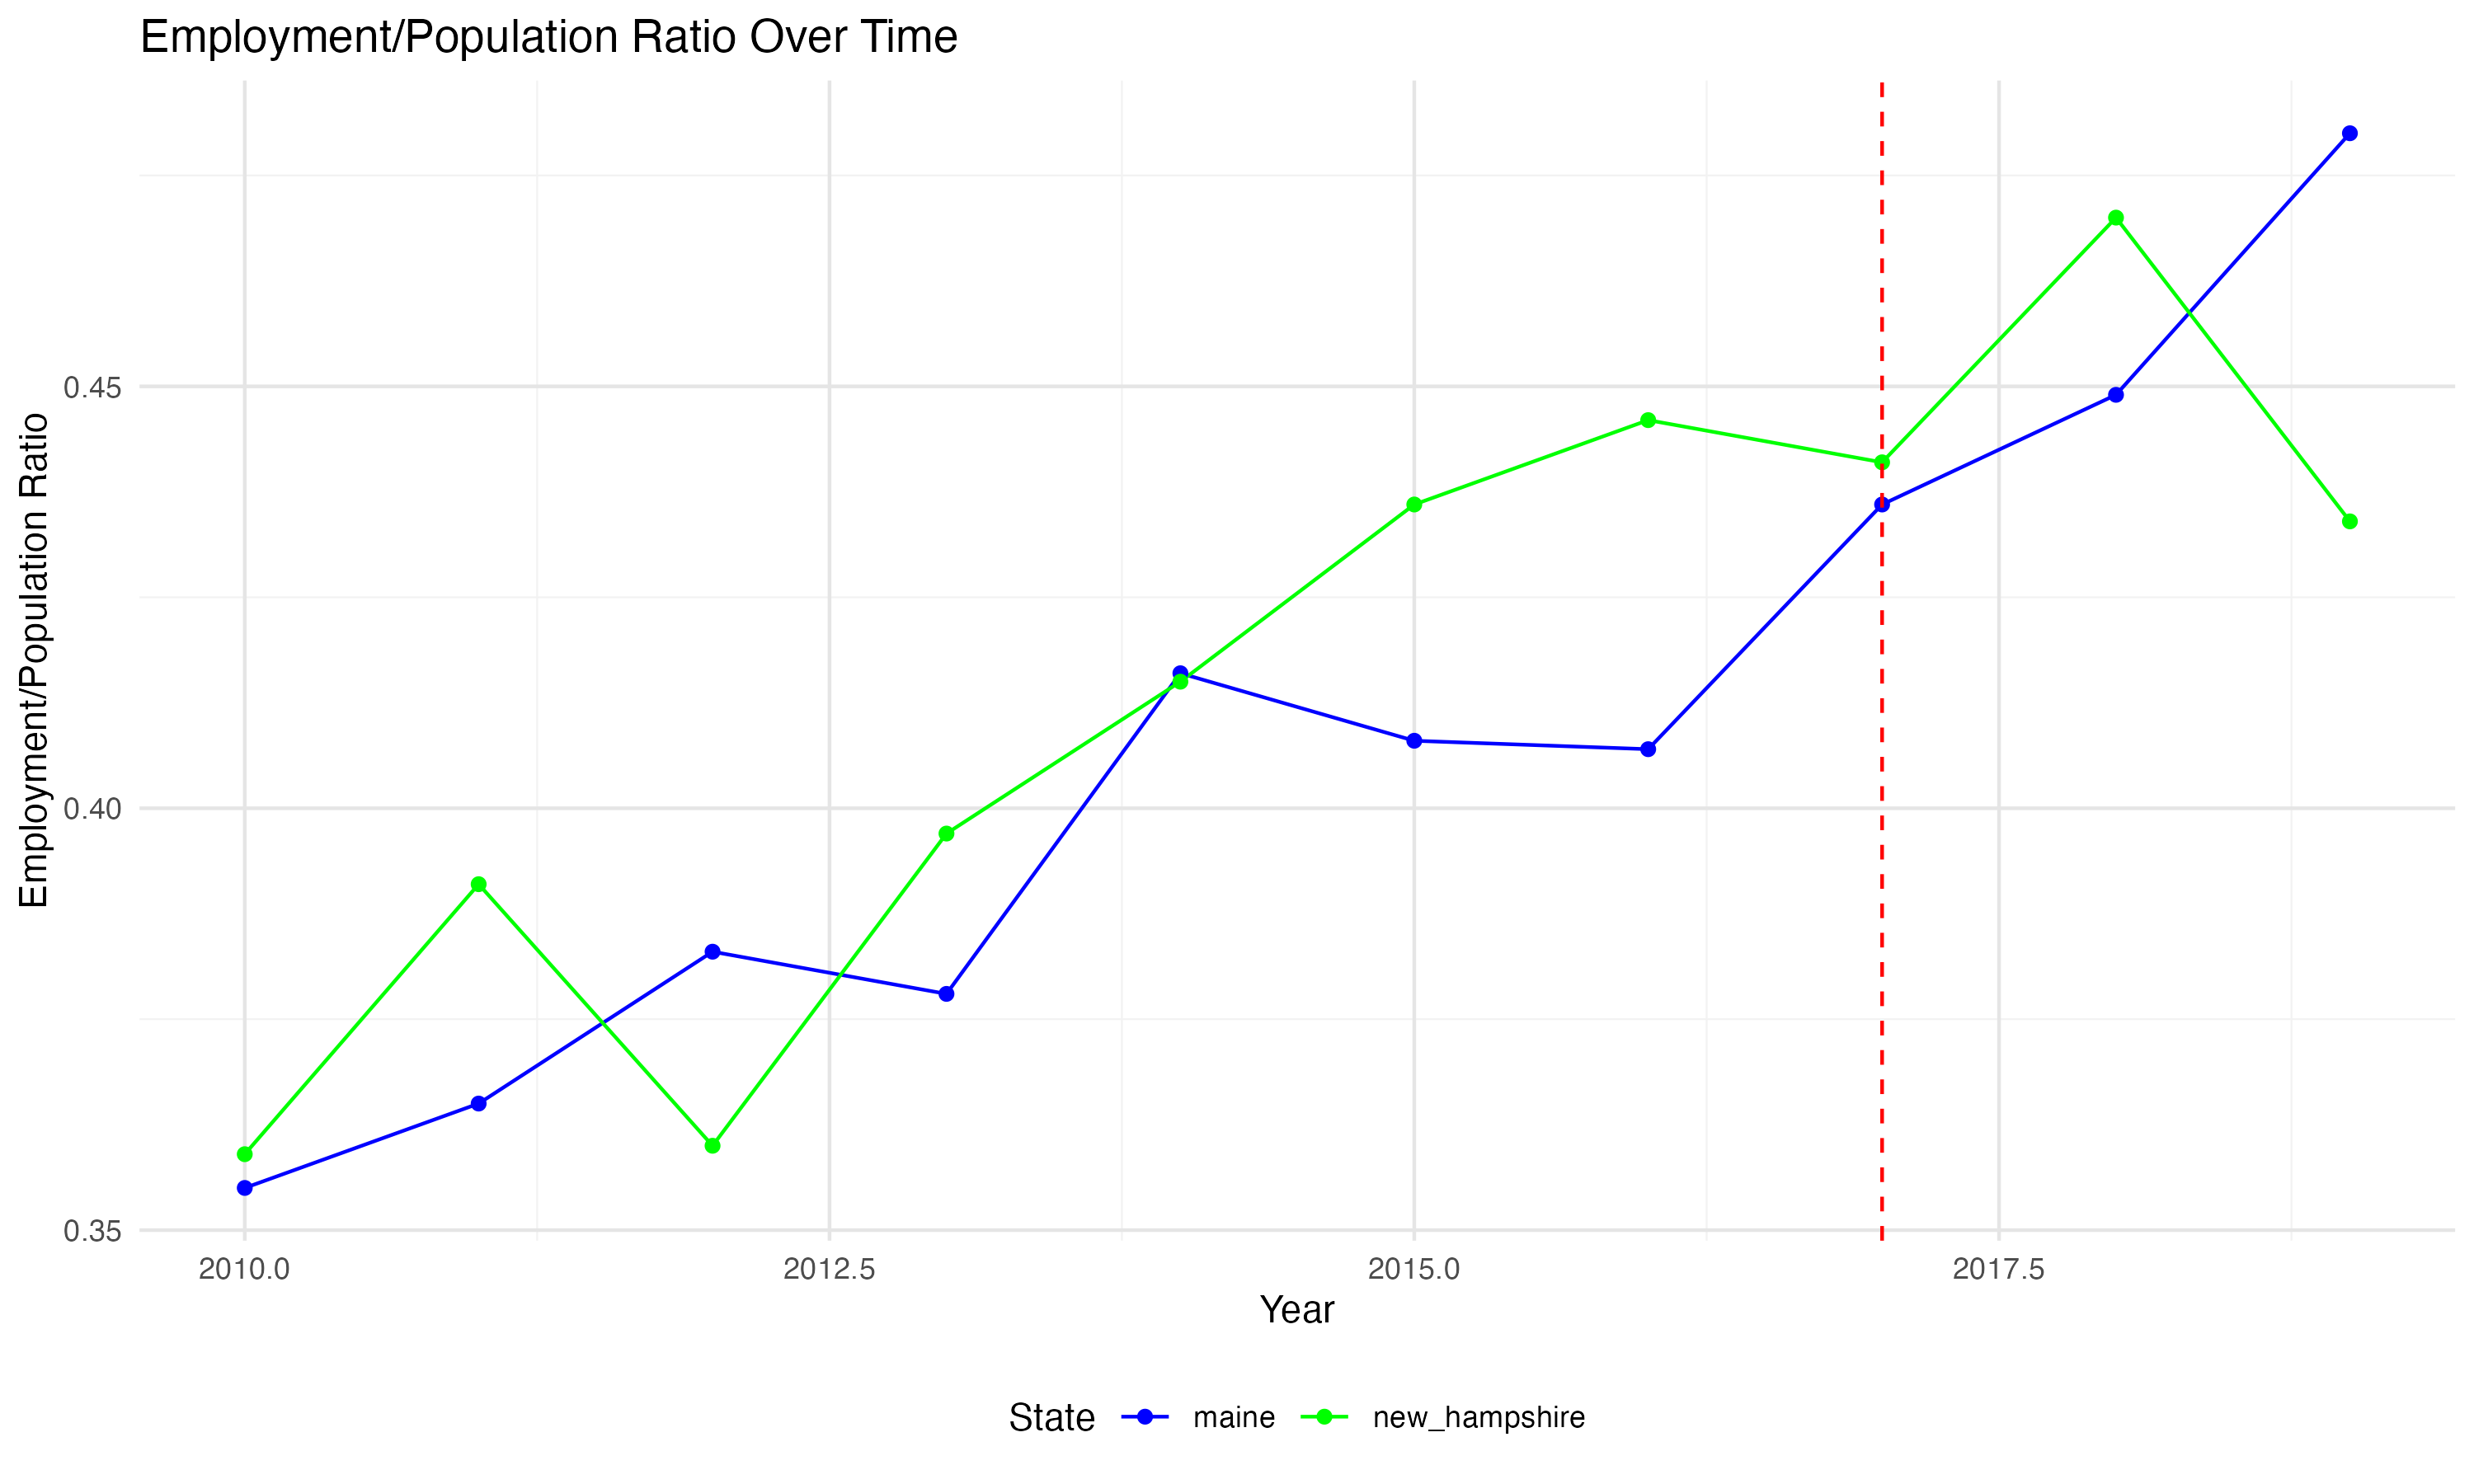 Employment/Population Ratio Over Time
Employment/Population Ratio
0.45
0.40
0.35
2010.0 2012.5 2015.0 2017.5
Year
State maine new_hampshire